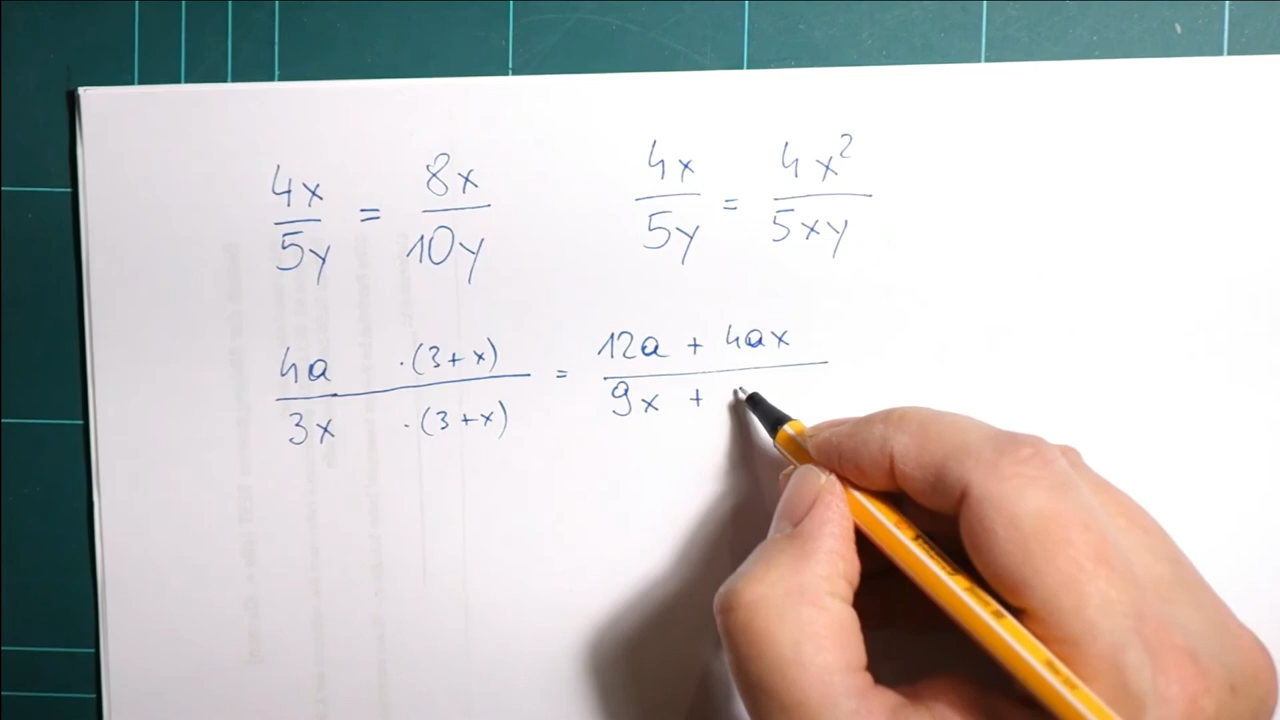 4x/5y = 8x/10y
4x/5y = 4x²/5xy
4a ·(3+x)/3x ·(3+x) = 12a + 4ax/9x +